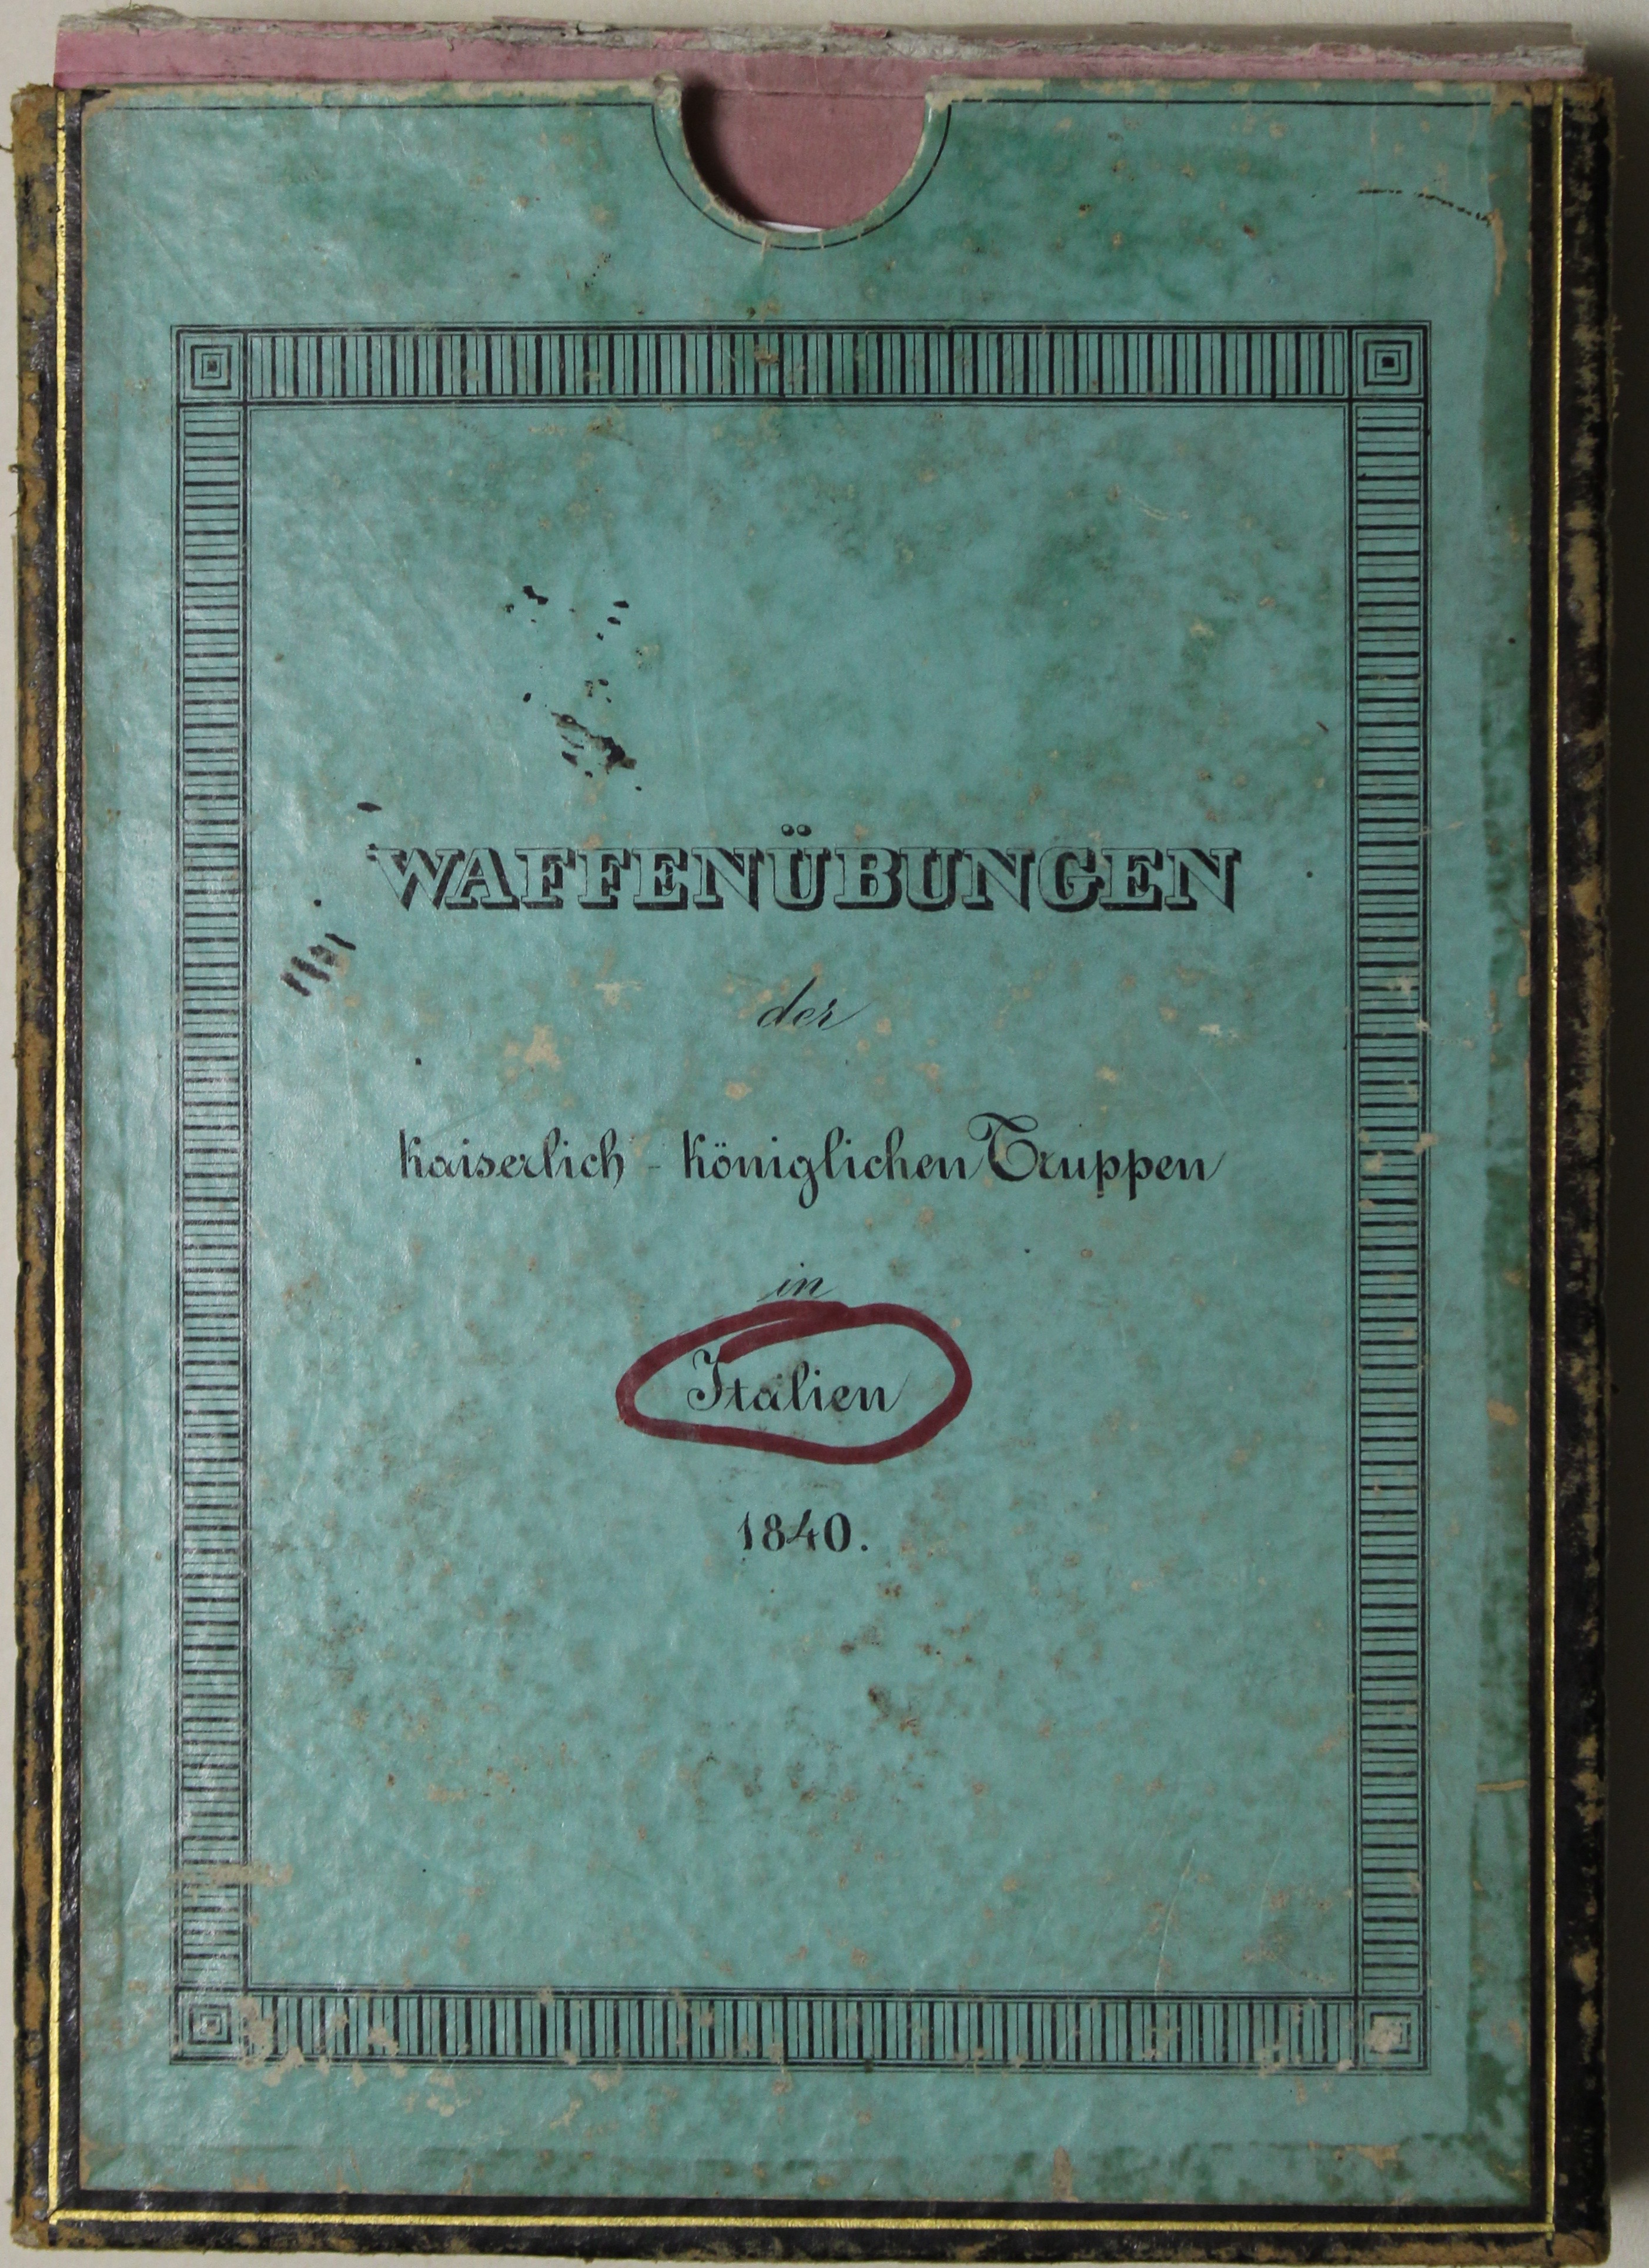 WAFFENÜBUNGEN
der
kaiserlich - königlichen Truppen
in
Italien
1840.